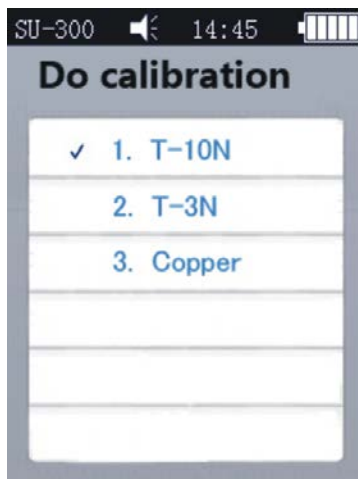 SU-300 14:45
Do calibration
✓ 1. T-10N
2. T-3N
3. Copper